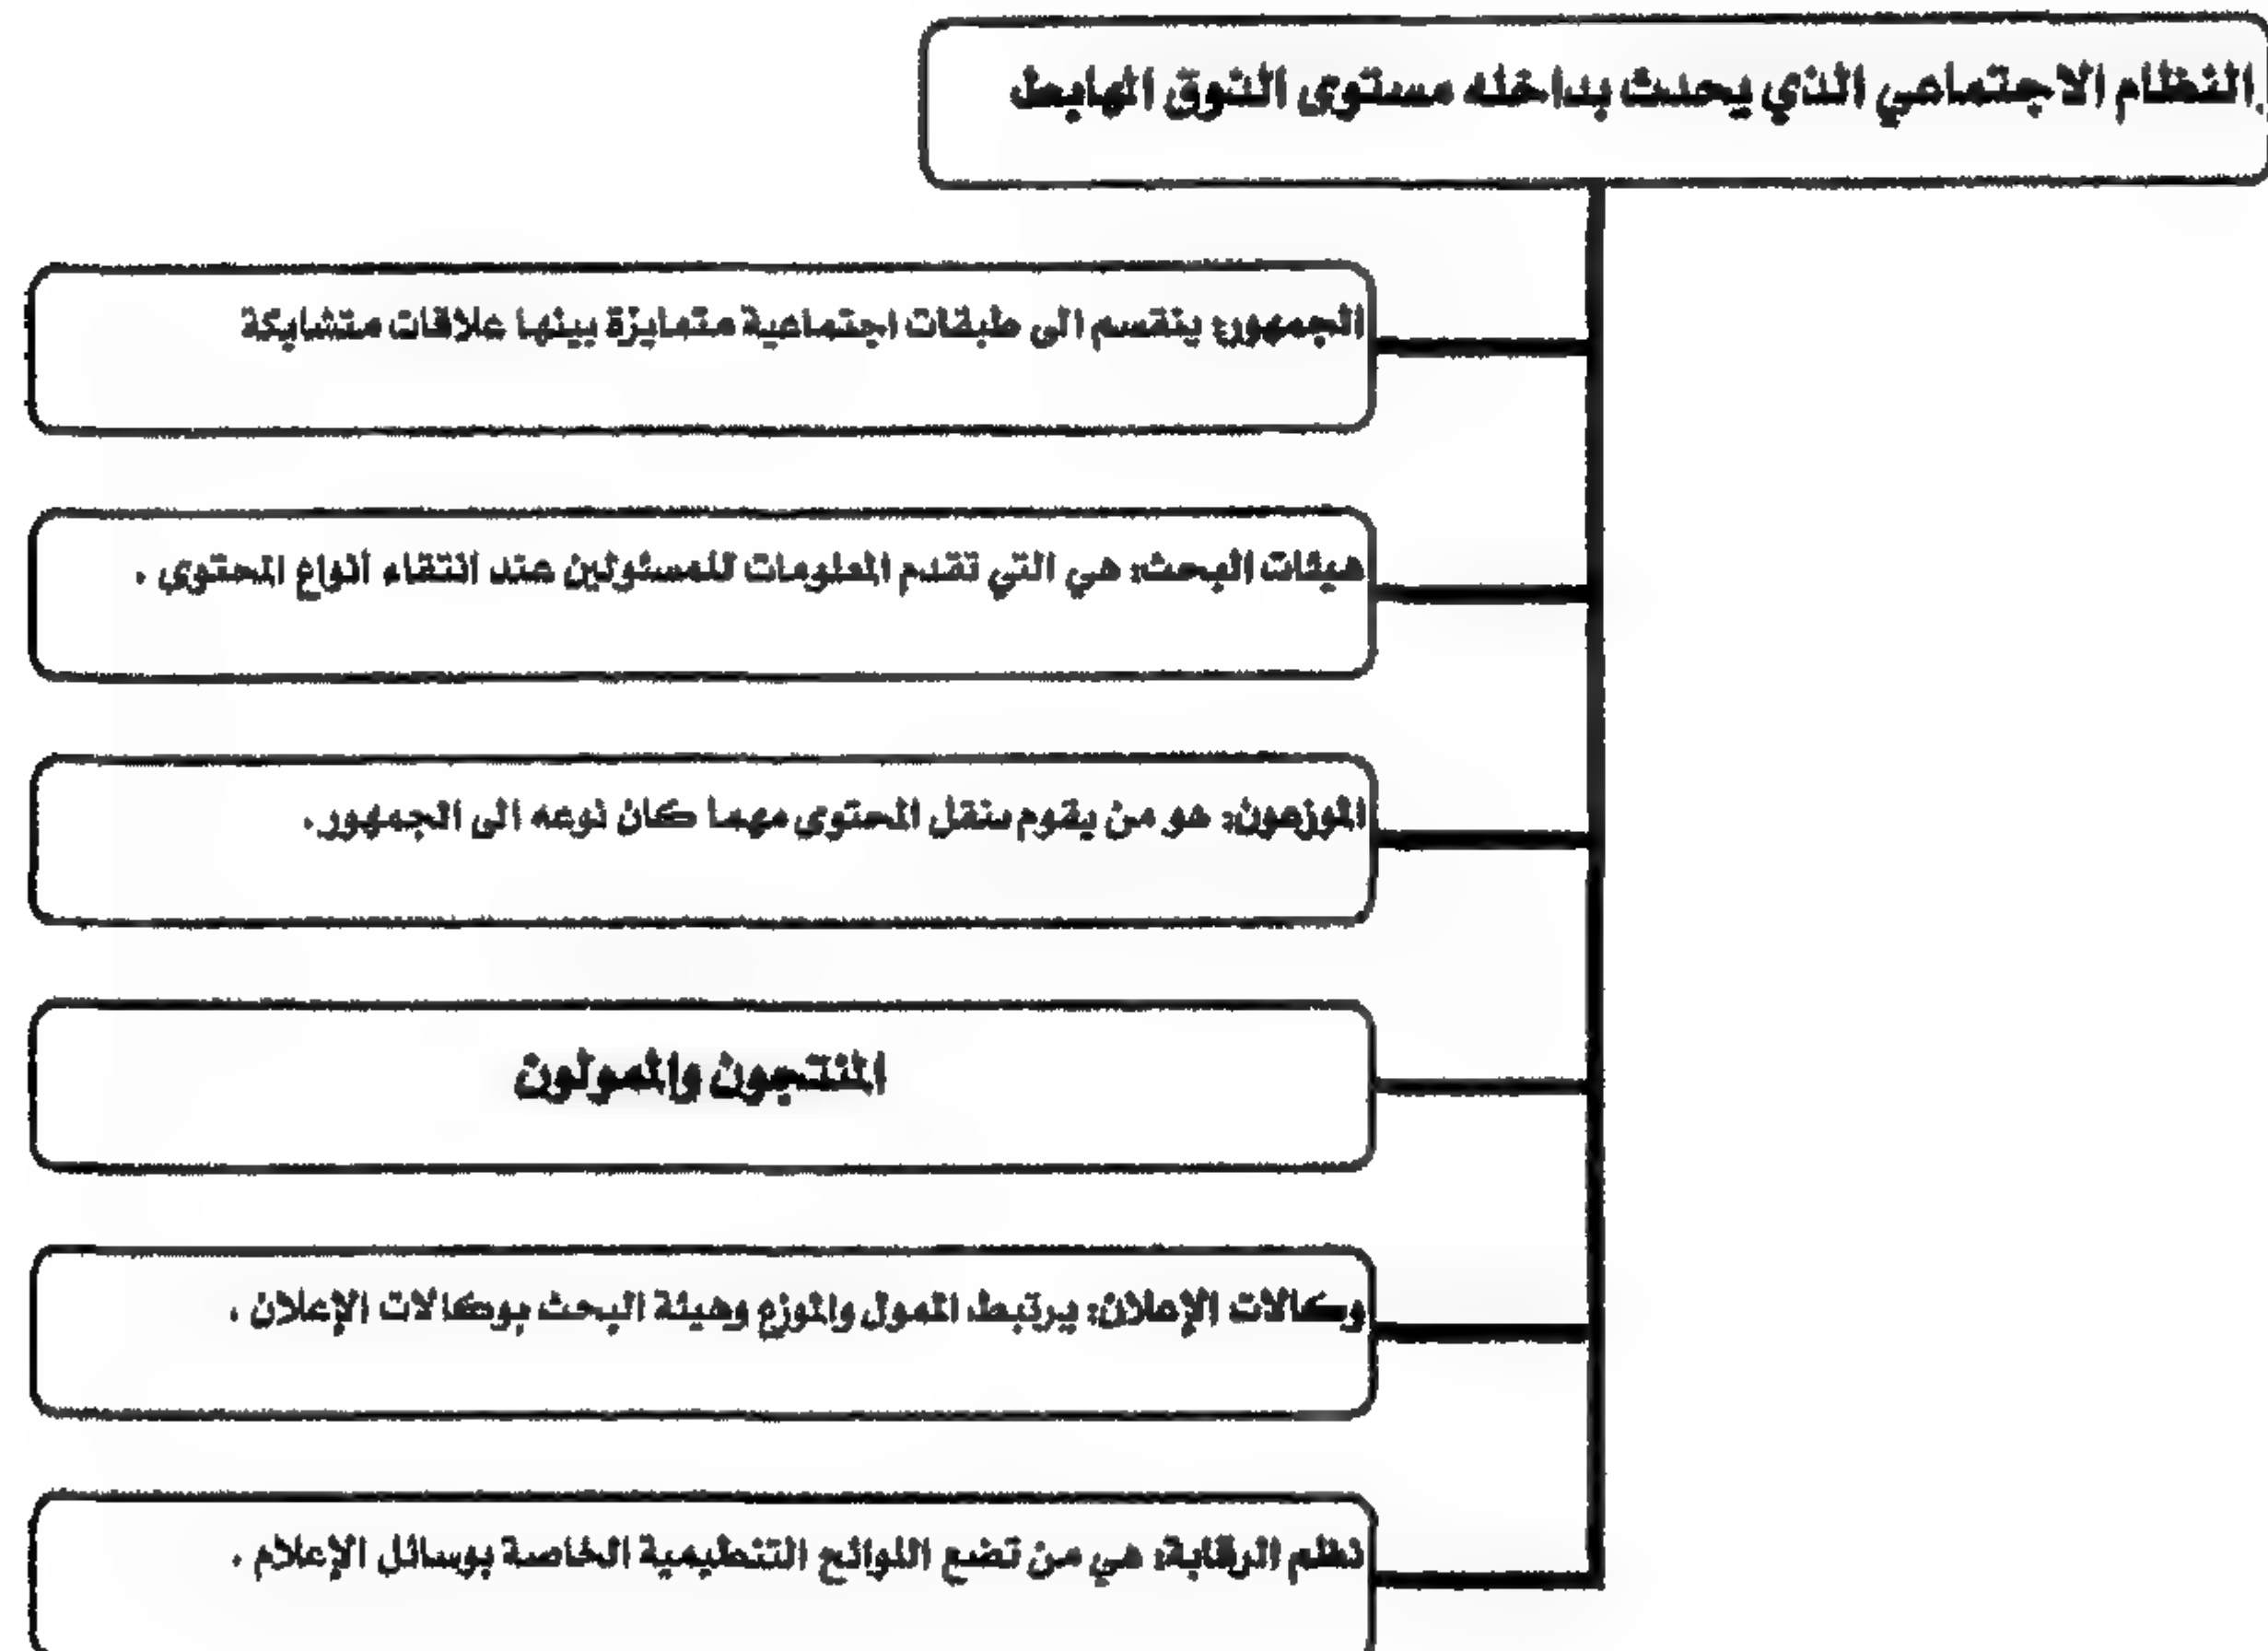 النظام الاجتماعي الذي يحدث بداخله مستوى الذوق الهابط
الجمهور: ينقسم الى طبقات اجتماعية متمايزة بينها علاقات متشابكة
هيئات البحث: هي التي تقدم المعلومات للمسئولين عند انتقاء أنواع المحتوى .
الموزعون: هو من يقوم بنقل المحتوى مهما كان نوعه الى الجمهور.
المنتجون والممولون
وكالات الإعلان: يرتبط الممول والموزع وهيئة البحث بوكالات الإعلان .
نظم الرقابة: هي من تضع اللوائح التنظيمية الخاصة بوسائل الإعلام .